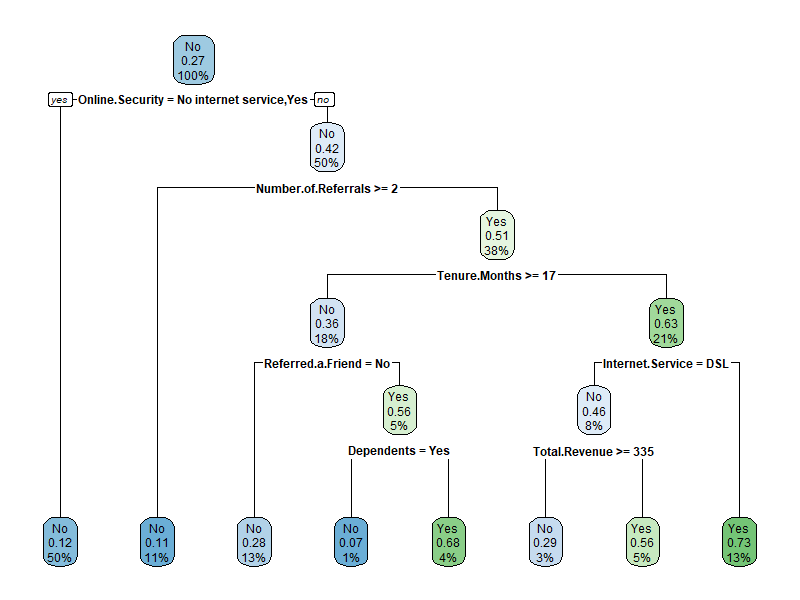 No
0.27
100%
yes Online.Security = No internet service,Yes no
No
0.42
50%
Number.of.Referrals >= 2
Yes
0.51
38%
Tenure.Months >= 17
No
0.36
18%
Yes
0.63
21%
Referred.a.Friend = No
Internet.Service = DSL
Yes
0.56
5%
No
0.46
8%
Dependents = Yes
Total.Revenue >= 335
No
0.12
50%
No
0.11
11%
No
0.28
13%
No
0.07
1%
Yes
0.68
4%
No
0.29
3%
Yes
0.56
5%
Yes
0.73
13%